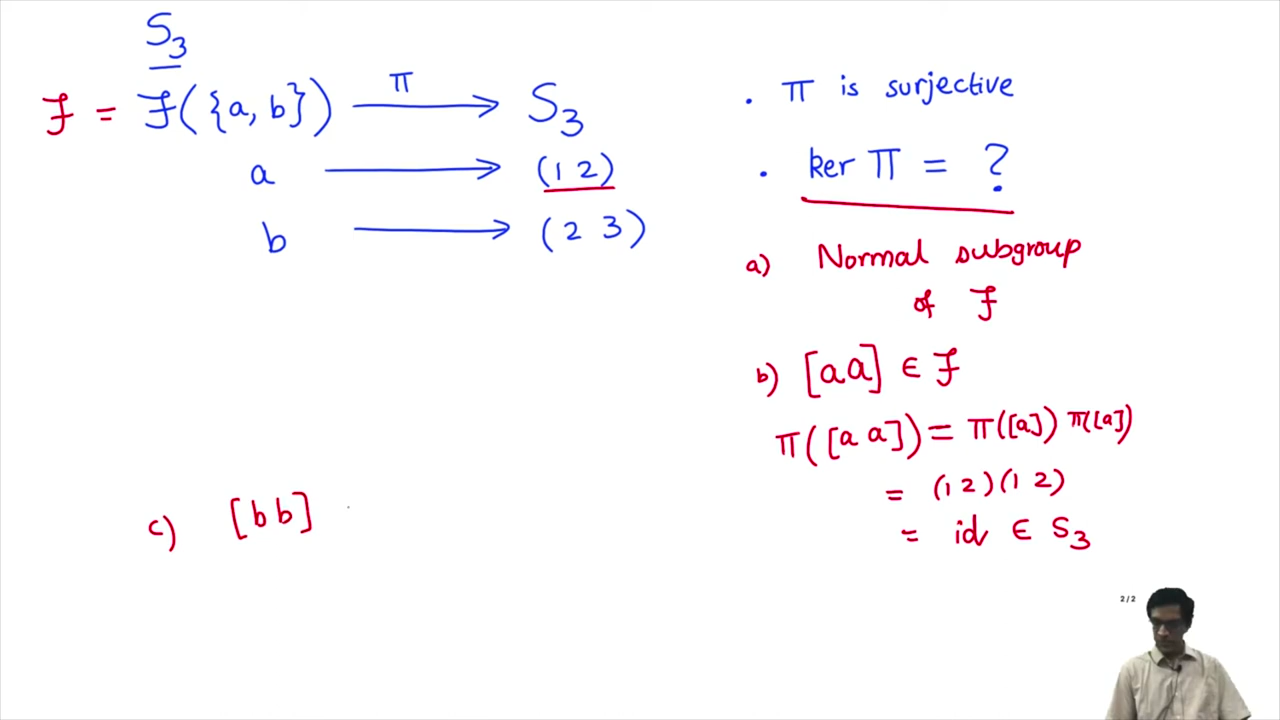 S₃
𝓕 = 𝓕({a, b}) ⟶ π S₃
a ⟶ (1 2)
b ⟶ (2 3)
. π is surjective
. ker π = ?
a) Normal subgroup
of 𝓕
b) [aa] ∈ 𝓕
π([a a]) = π([a]) π([a])
= (1 2)(1 2)
= id ∈ S₃
c) [b b]
2/2